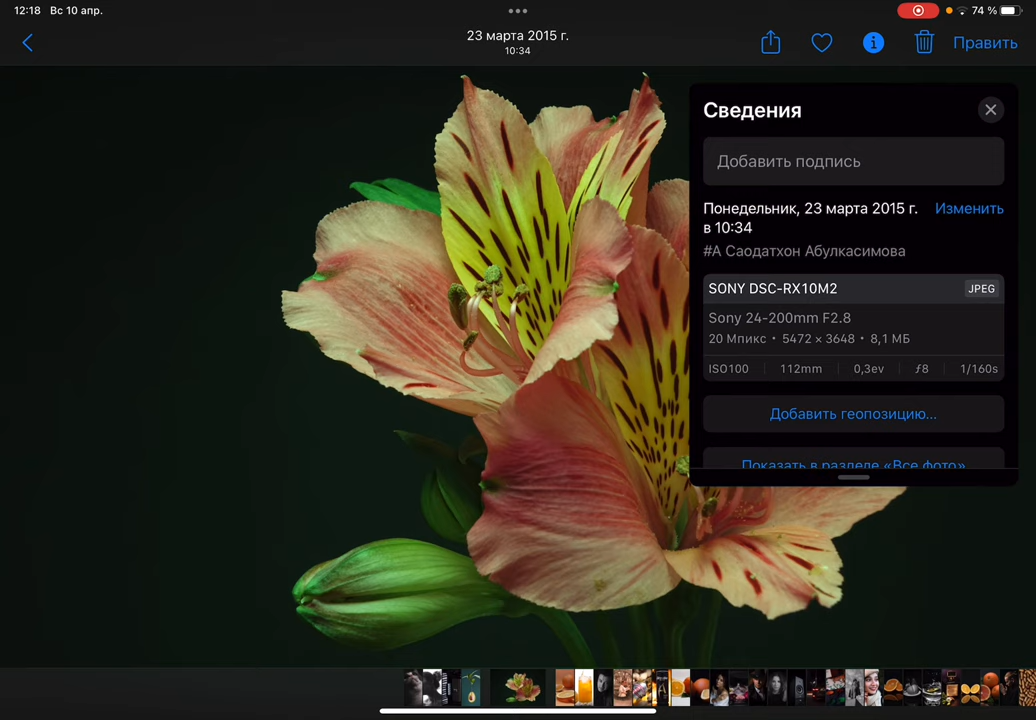 12:18 Вс 10 апр.
74 %
23 марта 2015 г.
10:34
Править
Сведения
Добавить подпись
Понедельник, 23 марта 2015 г. Изменить
в 10:34
#А Саодатхон Абулкасимова
SONY DSC-RX10M2 JPEG
Sony 24-200mm F2.8
20 Мпикс • 5472 × 3648 • 8,1 МБ
ISO100 112mm 0,3ev ƒ8 1/160s
Добавить геопозицию...
Показать в разделе «Все фото»